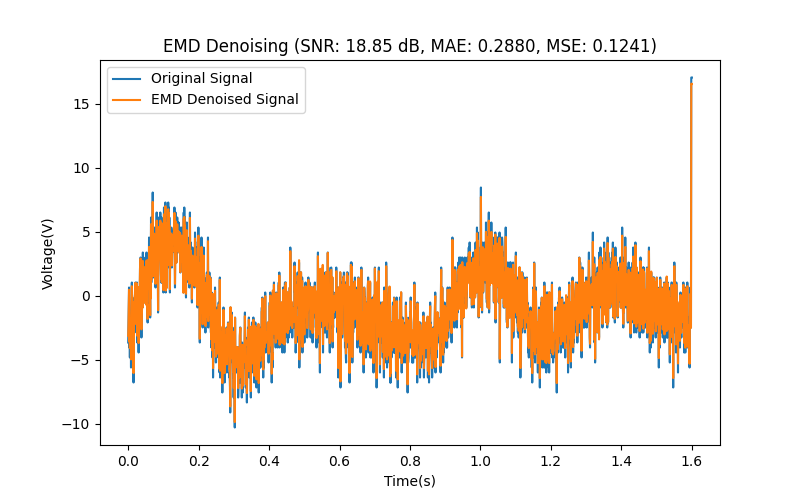 EMD Denoising (SNR: 18.85 dB, MAE: 0.2880, MSE: 0.1241)
Original Signal
EMD Denoised Signal
15
10
5
0
−5
−10
Voltage(V)
0.0 0.2 0.4 0.6 0.8 1.0 1.2 1.4 1.6
Time(s)